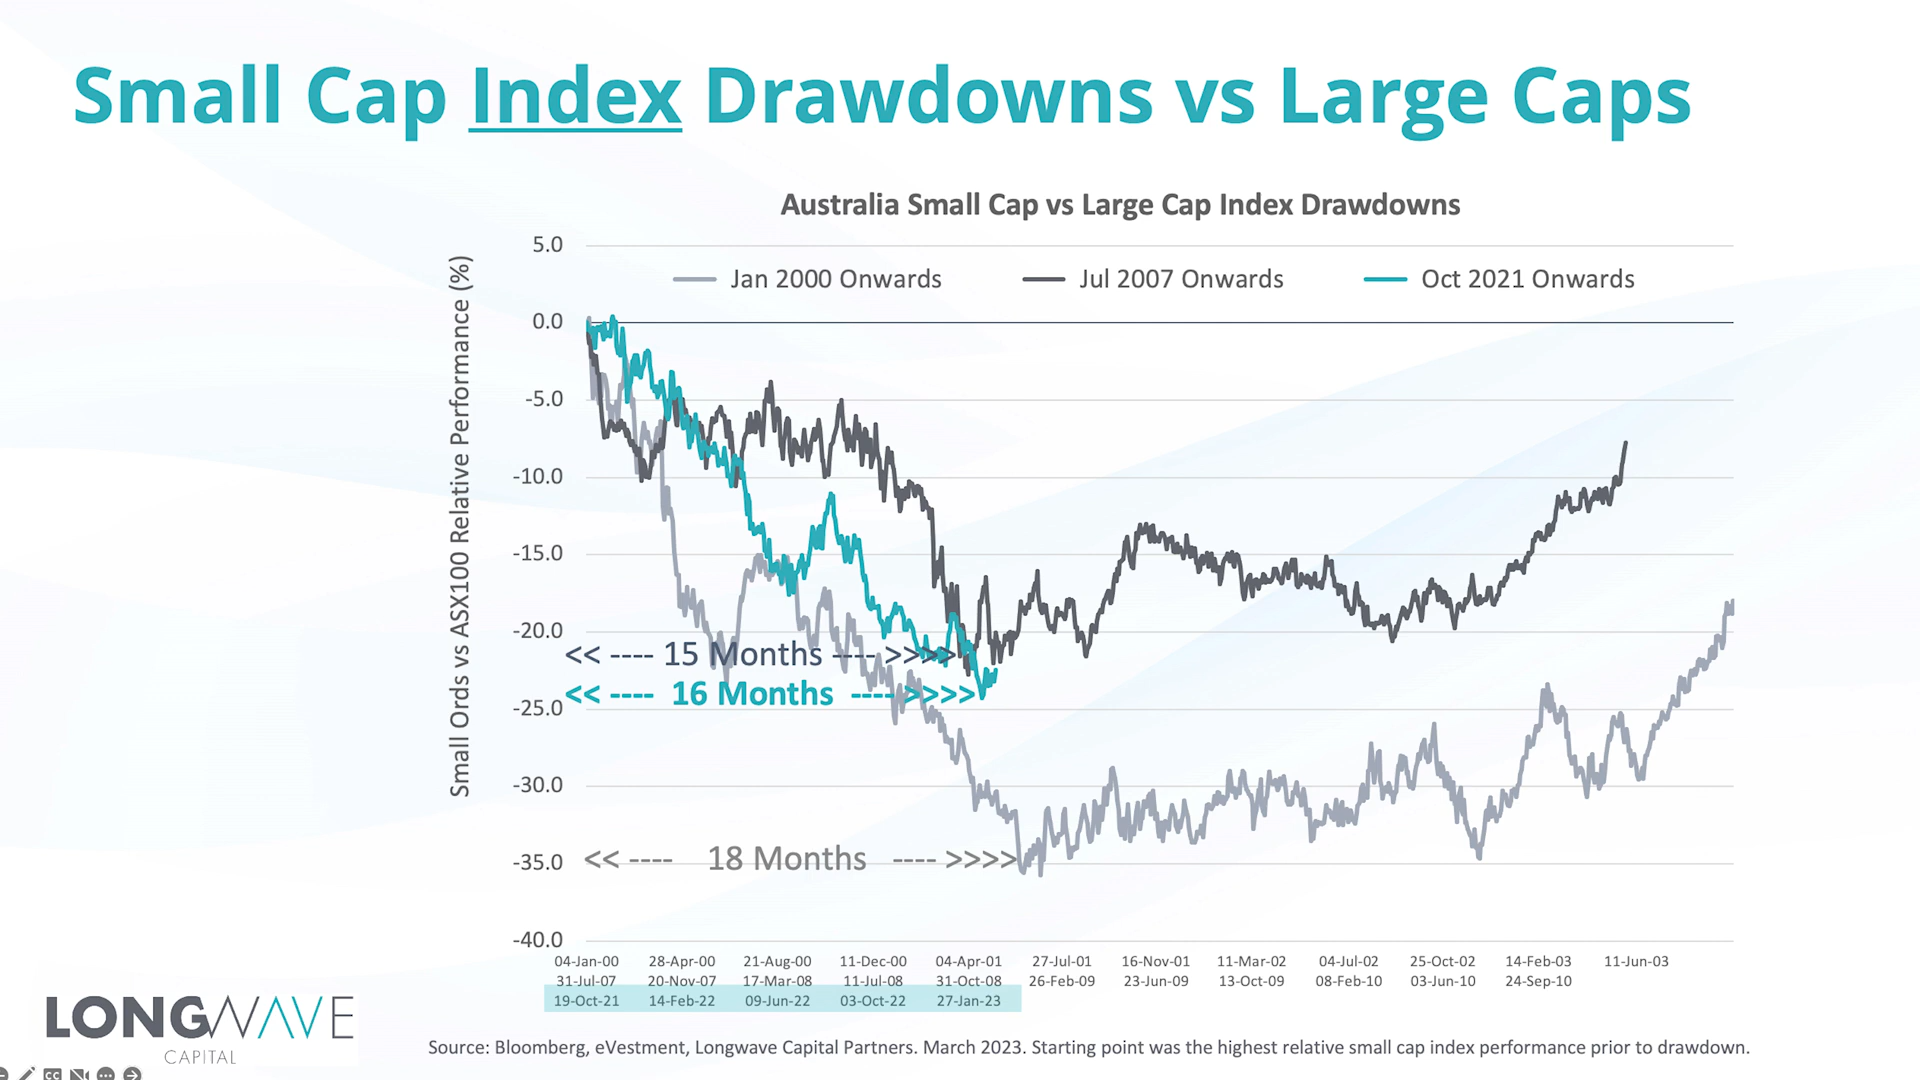 Small Cap Index Drawdowns vs Large Caps
Australia Small Cap vs Large Cap Index Drawdowns
Small Ords vs ASX100 Relative Performance (%)
5.0
Jan 2000 Onwards Jul 2007 Onwards Oct 2021 Onwards
0.0
-5.0
-10.0
-15.0
-20.0
<< ---- 15 Months ---- >>>>
<< ---- 16 Months ---- >>>>
-25.0
-30.0
-35.0
<< ---- 18 Months ---- >>>>
-40.0
04-Jan-00 28-Apr-00 21-Aug-00 11-Dec-00 04-Apr-01 27-Jul-01 16-Nov-01 11-Mar-02 04-Jul-02 25-Oct-02 14-Feb-03 11-Jun-03
31-Jul-07 20-Nov-07 17-Mar-08 11-Jul-08 31-Oct-08 26-Feb-09 23-Jun-09 13-Oct-09 08-Feb-10 03-Jun-10 24-Sep-10
19-Oct-21 14-Feb-22 09-Jun-22 03-Oct-22 27-Jan-23
LONGWAVE
CAPITAL
Source: Bloomberg, eVestment, Longwave Capital Partners. March 2023. Starting point was the highest relative small cap index performance prior to drawdown.
CC